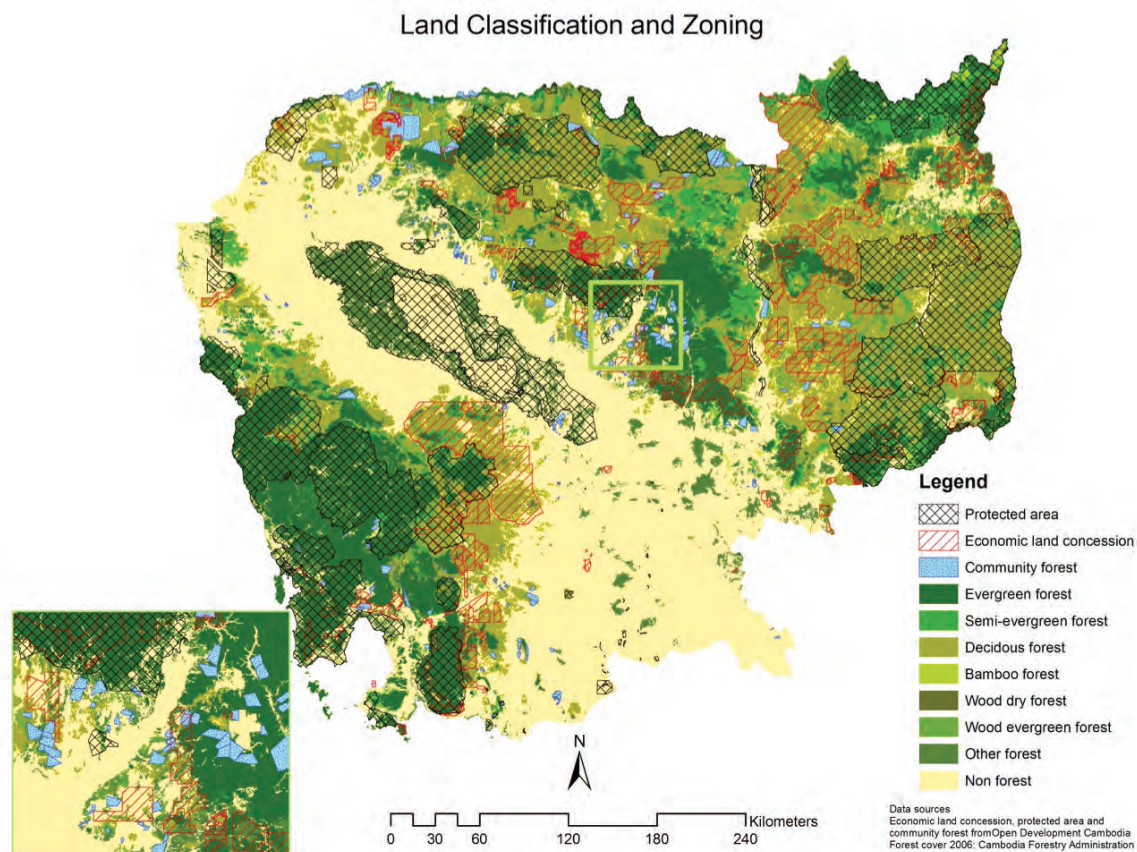 Land Classification and Zoning
Legend
Protected area
Economic land concession
Community forest
Evergreen forest
Semi-evergreen forest
Decidous forest
Bamboo forest
Wood dry forest
Wood evergreen forest
Other forest
Non forest
N
Kilometers
0 15 30 60 120 180 240
Data sources
Economic land concession, protected area and
community forest fromOpen Development Cambodia
Forest cover 2006: Cambodia Forestry Administration